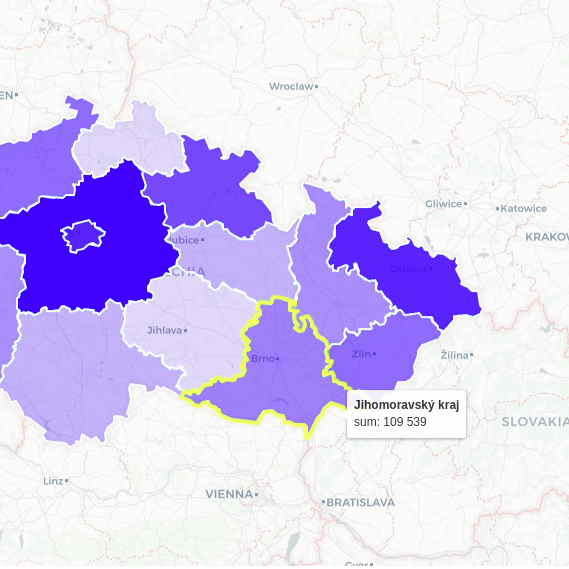 Wroclaw
EN
Gliwice
Katowice
KRAKOW
ubice
CHIA
Ostrava
Jihlava
Brno
Zlín
Žilina
Jihomoravský kraj
sum: 109 539
SLOVAKIA
Linz
VIENNA
BRATISLAVA